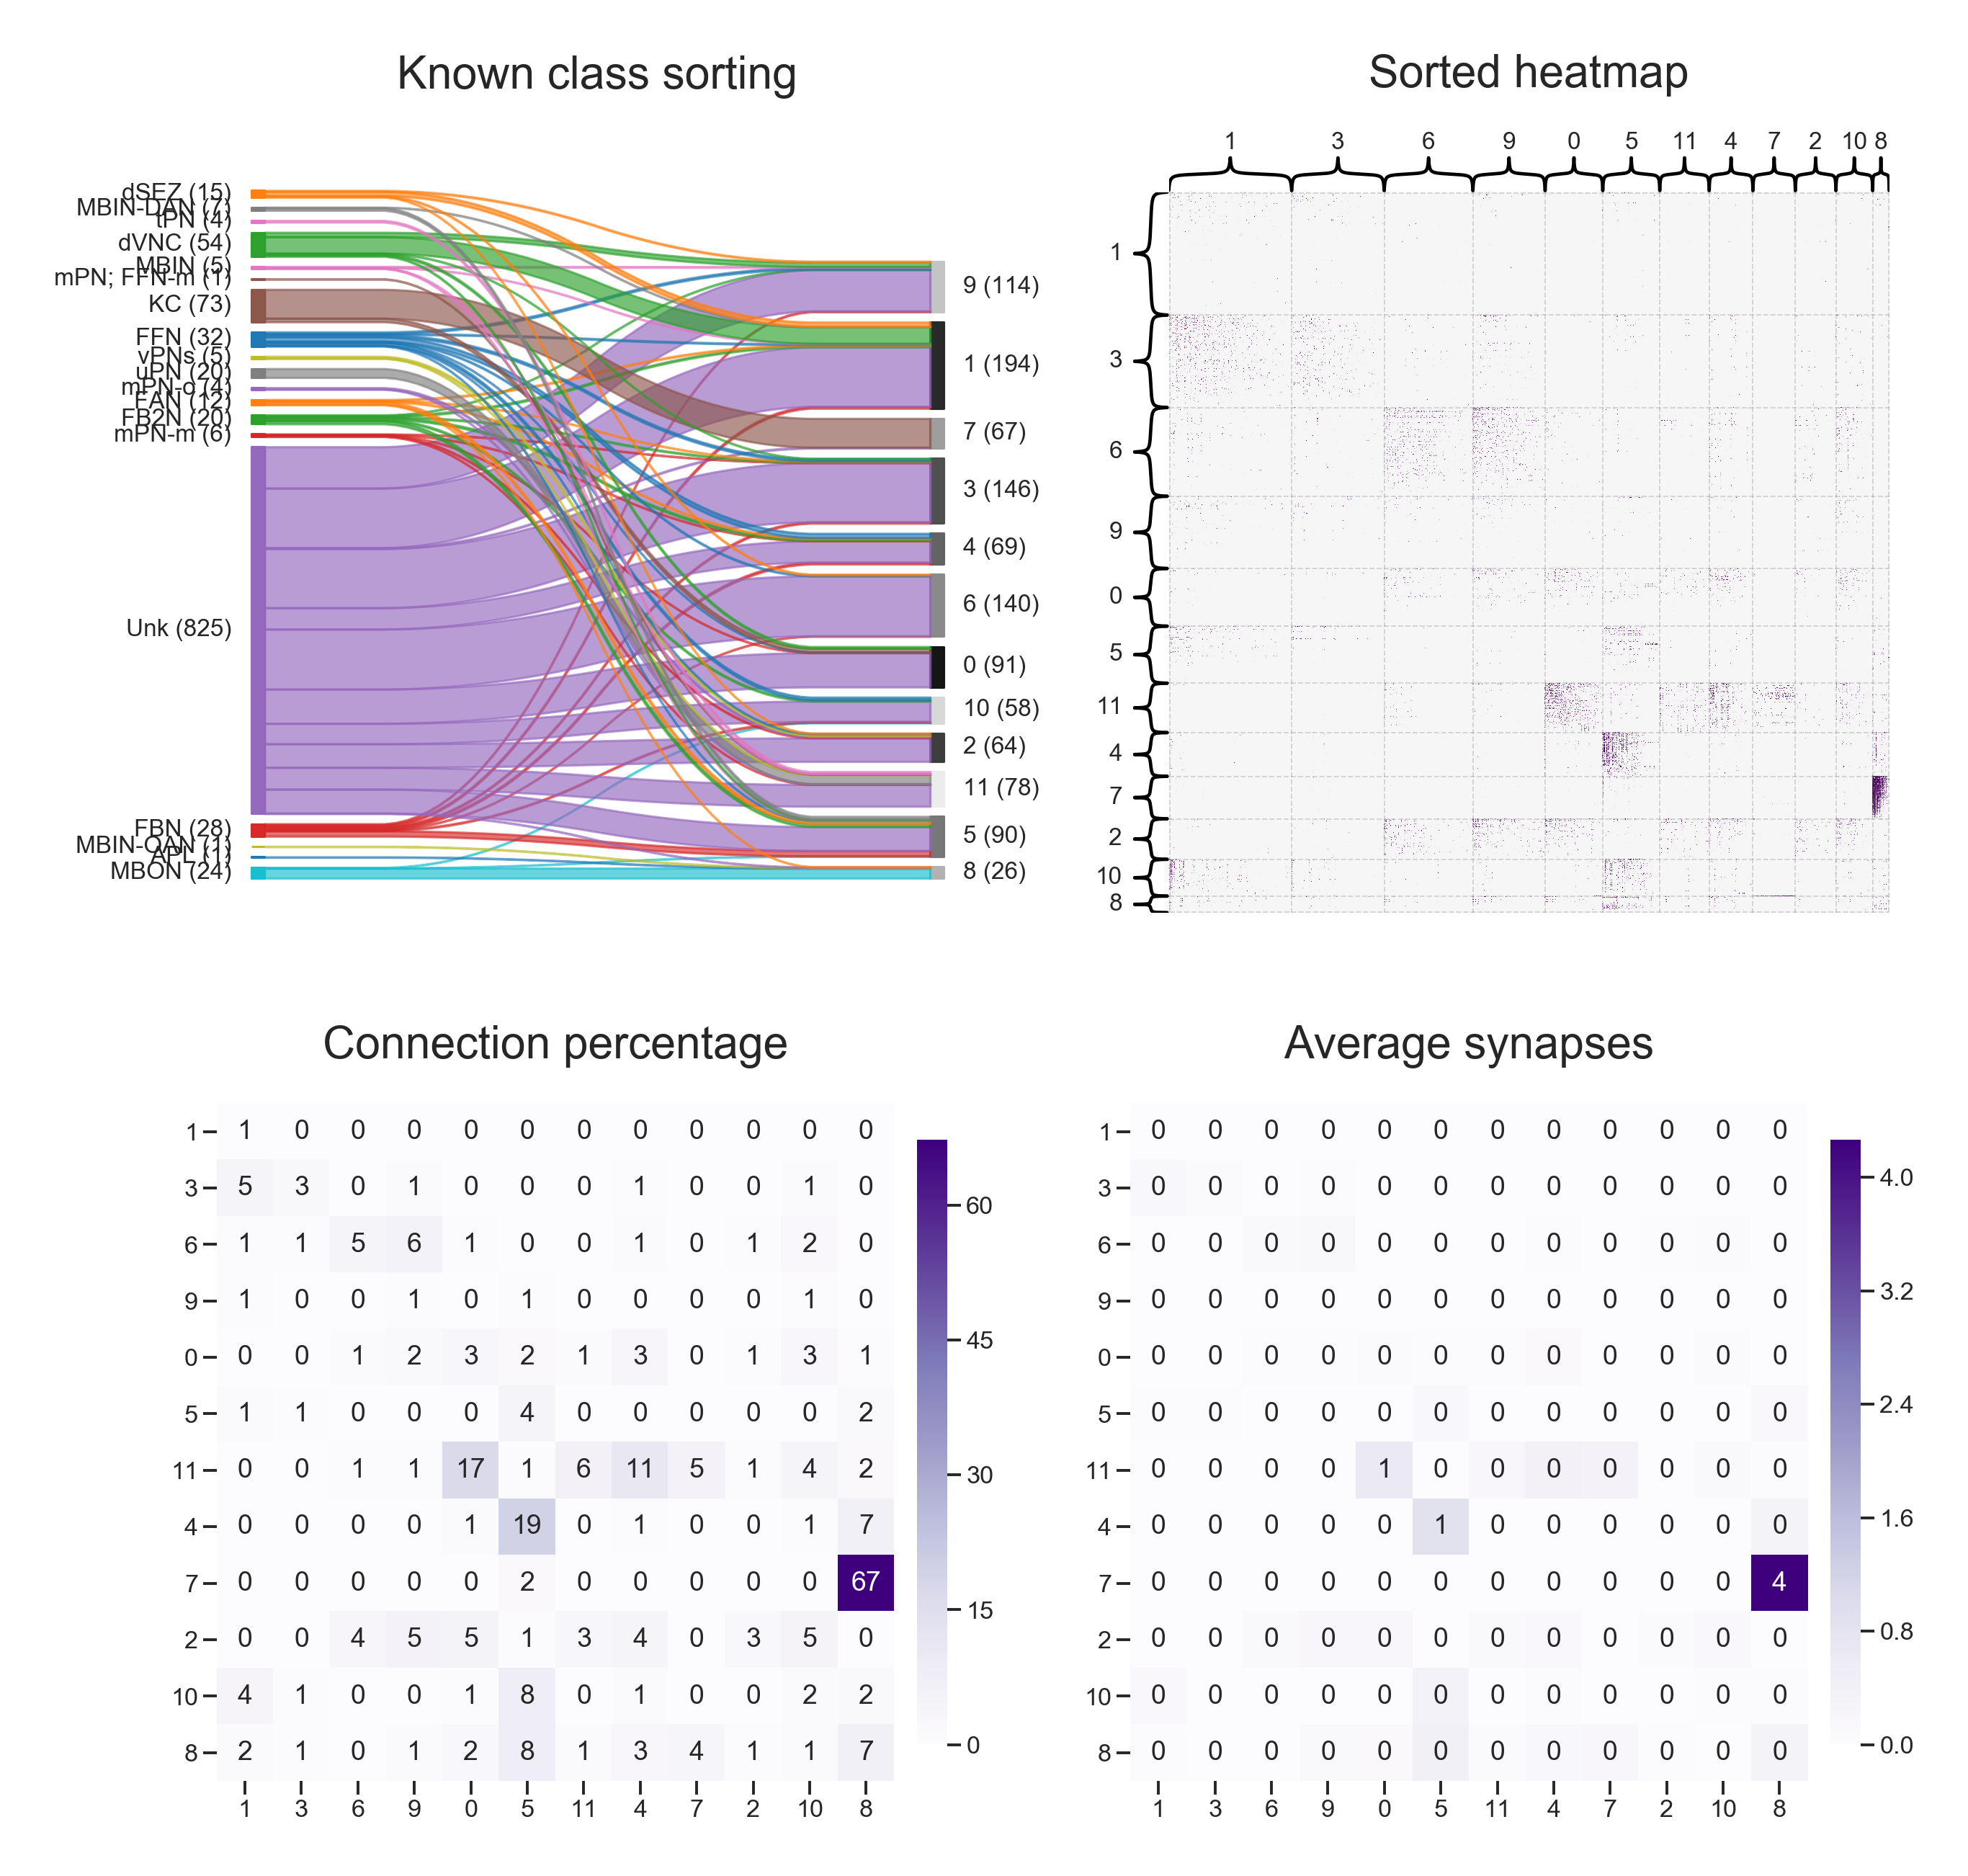 Known class sorting
dSEZ (15)
MBIN-DAN (7)
tPN (4)
dVNC (54)
MBIN (5)
mPN; FFN-m (1)
KC (73)
FFN (32)
vPNs (5)
uPN (20)
mPN-o (4)
FAN (12)
FB2N (20)
mPN-m (6)
Unk (825)
FBN (28)
MBIN-OAN (1)
APL (1)
MBON (24)
9 (114)
1 (194)
7 (67)
3 (146)
4 (69)
6 (140)
0 (91)
10 (58)
2 (64)
11 (78)
5 (90)
8 (26)
Sorted heatmap
1 3 6 9 0 5 11 4 7 2 10 8
1
3
6
9
0
5
11
4
7
2
10
8
Connection percentage
1 1 0 0 0 0 0 0 0 0 0 0 0
3 5 3 0 1 0 0 0 1 0 0 1 0
6 1 1 5 6 1 0 0 1 0 1 2 0
9 1 0 0 1 0 1 0 0 0 0 1 0
0 0 0 1 2 3 2 1 3 0 1 3 1
5 1 1 0 0 0 4 0 0 0 0 0 2
11 0 0 1 1 17 1 6 11 5 1 4 2
4 0 0 0 0 1 19 0 1 0 0 1 7
7 0 0 0 0 0 2 0 0 0 0 0 67
2 0 0 4 5 5 1 3 4 0 3 5 0
10 4 1 0 0 1 8 0 1 0 0 2 2
8 2 1 0 1 2 8 1 3 4 1 1 7
1 3 6 9 0 5 11 4 7 2 10 8
60
45
30
15
0
Average synapses
1 0 0 0 0 0 0 0 0 0 0 0 0
3 0 0 0 0 0 0 0 0 0 0 0 0
6 0 0 0 0 0 0 0 0 0 0 0 0
9 0 0 0 0 0 0 0 0 0 0 0 0
0 0 0 0 0 0 0 0 0 0 0 0 0
5 0 0 0 0 0 0 0 0 0 0 0 0
11 0 0 0 0 1 0 0 0 0 0 0 0
4 0 0 0 0 0 1 0 0 0 0 0 0
7 0 0 0 0 0 0 0 0 0 0 0 4
2 0 0 0 0 0 0 0 0 0 0 0 0
10 0 0 0 0 0 0 0 0 0 0 0 0
8 0 0 0 0 0 0 0 0 0 0 0 0
1 3 6 9 0 5 11 4 7 2 10 8
4.0
3.2
2.4
1.6
0.8
0.0